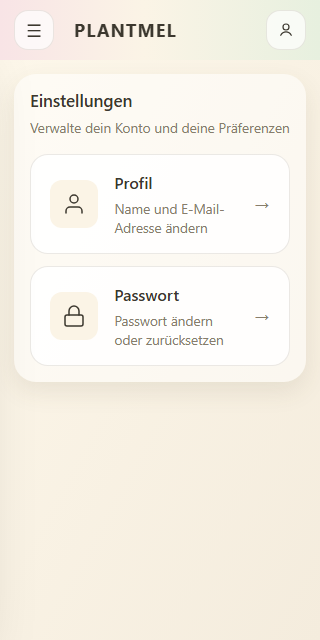 PLANTMEL
Einstellungen
Verwalte dein Konto und deine Präferenzen
Profil
Name und E-Mail-
Adresse ändern
→
Passwort
Passwort ändern
oder zurücksetzen
→